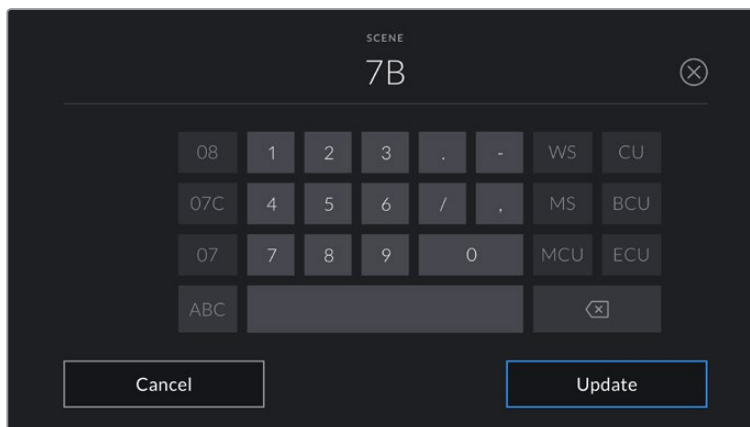 SCENE
7B
08 1 2 3 . - WS CU
07C 4 5 6 / , MS BCU
07 7 8 9 0 MCU ECU
ABC
Cancel Update